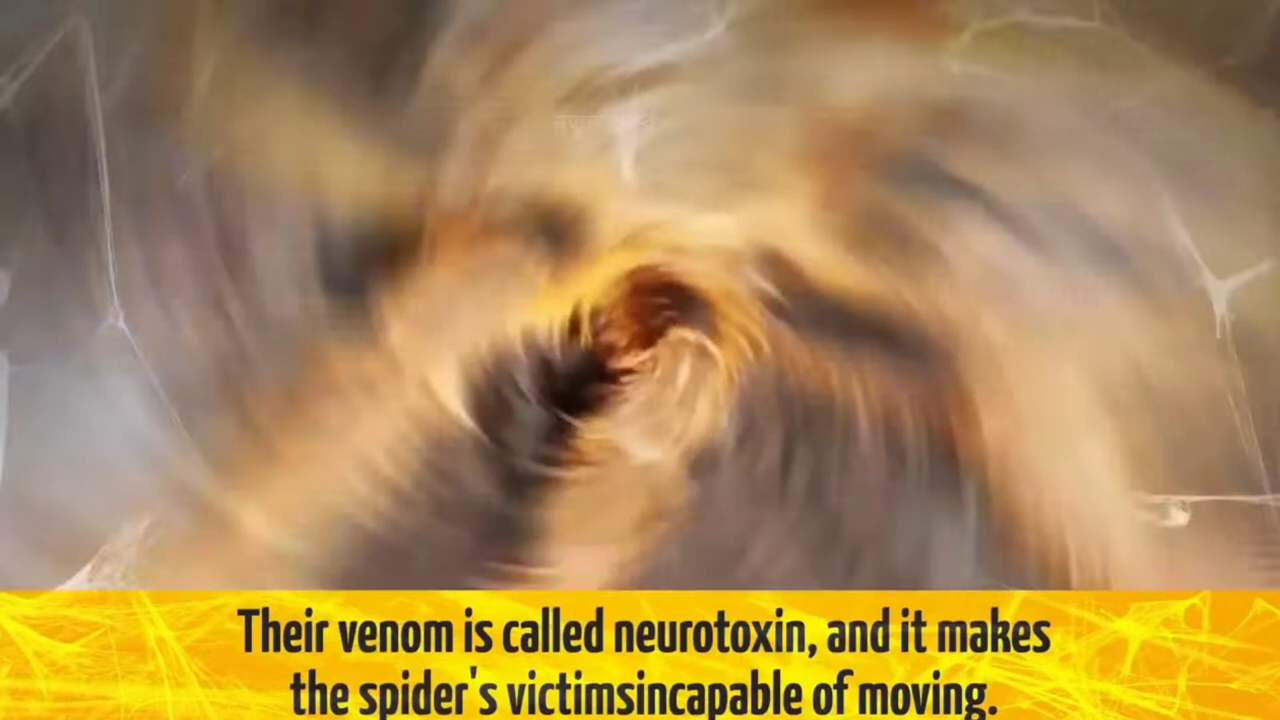 Their venom is called neurotoxin, and it makes
the spider's victimsincapable of moving.